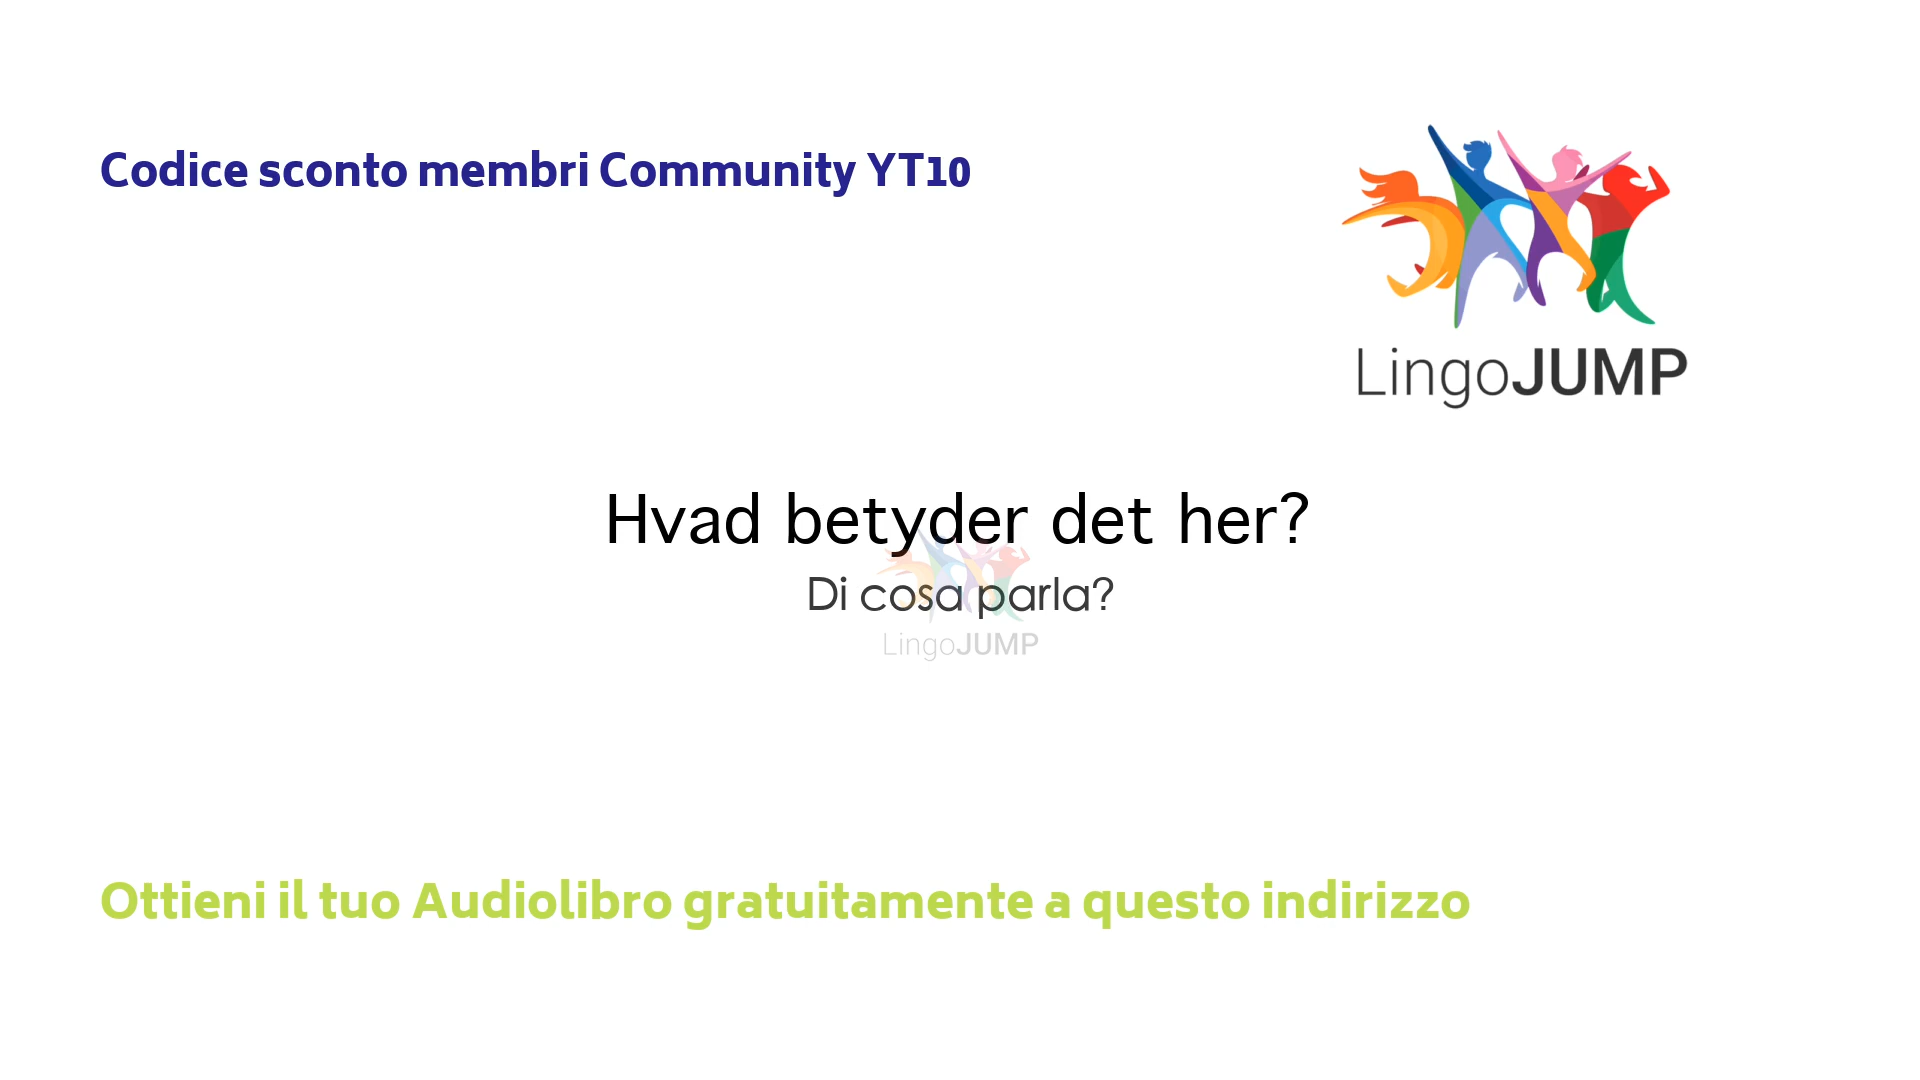 Codice sconto membri Community YT10
LingoJUMP
Hvad betyder det her?
Di cosa parla?
LingoJUMP
Ottieni il tuo Audiolibro gratuitamente a questo indirizzo